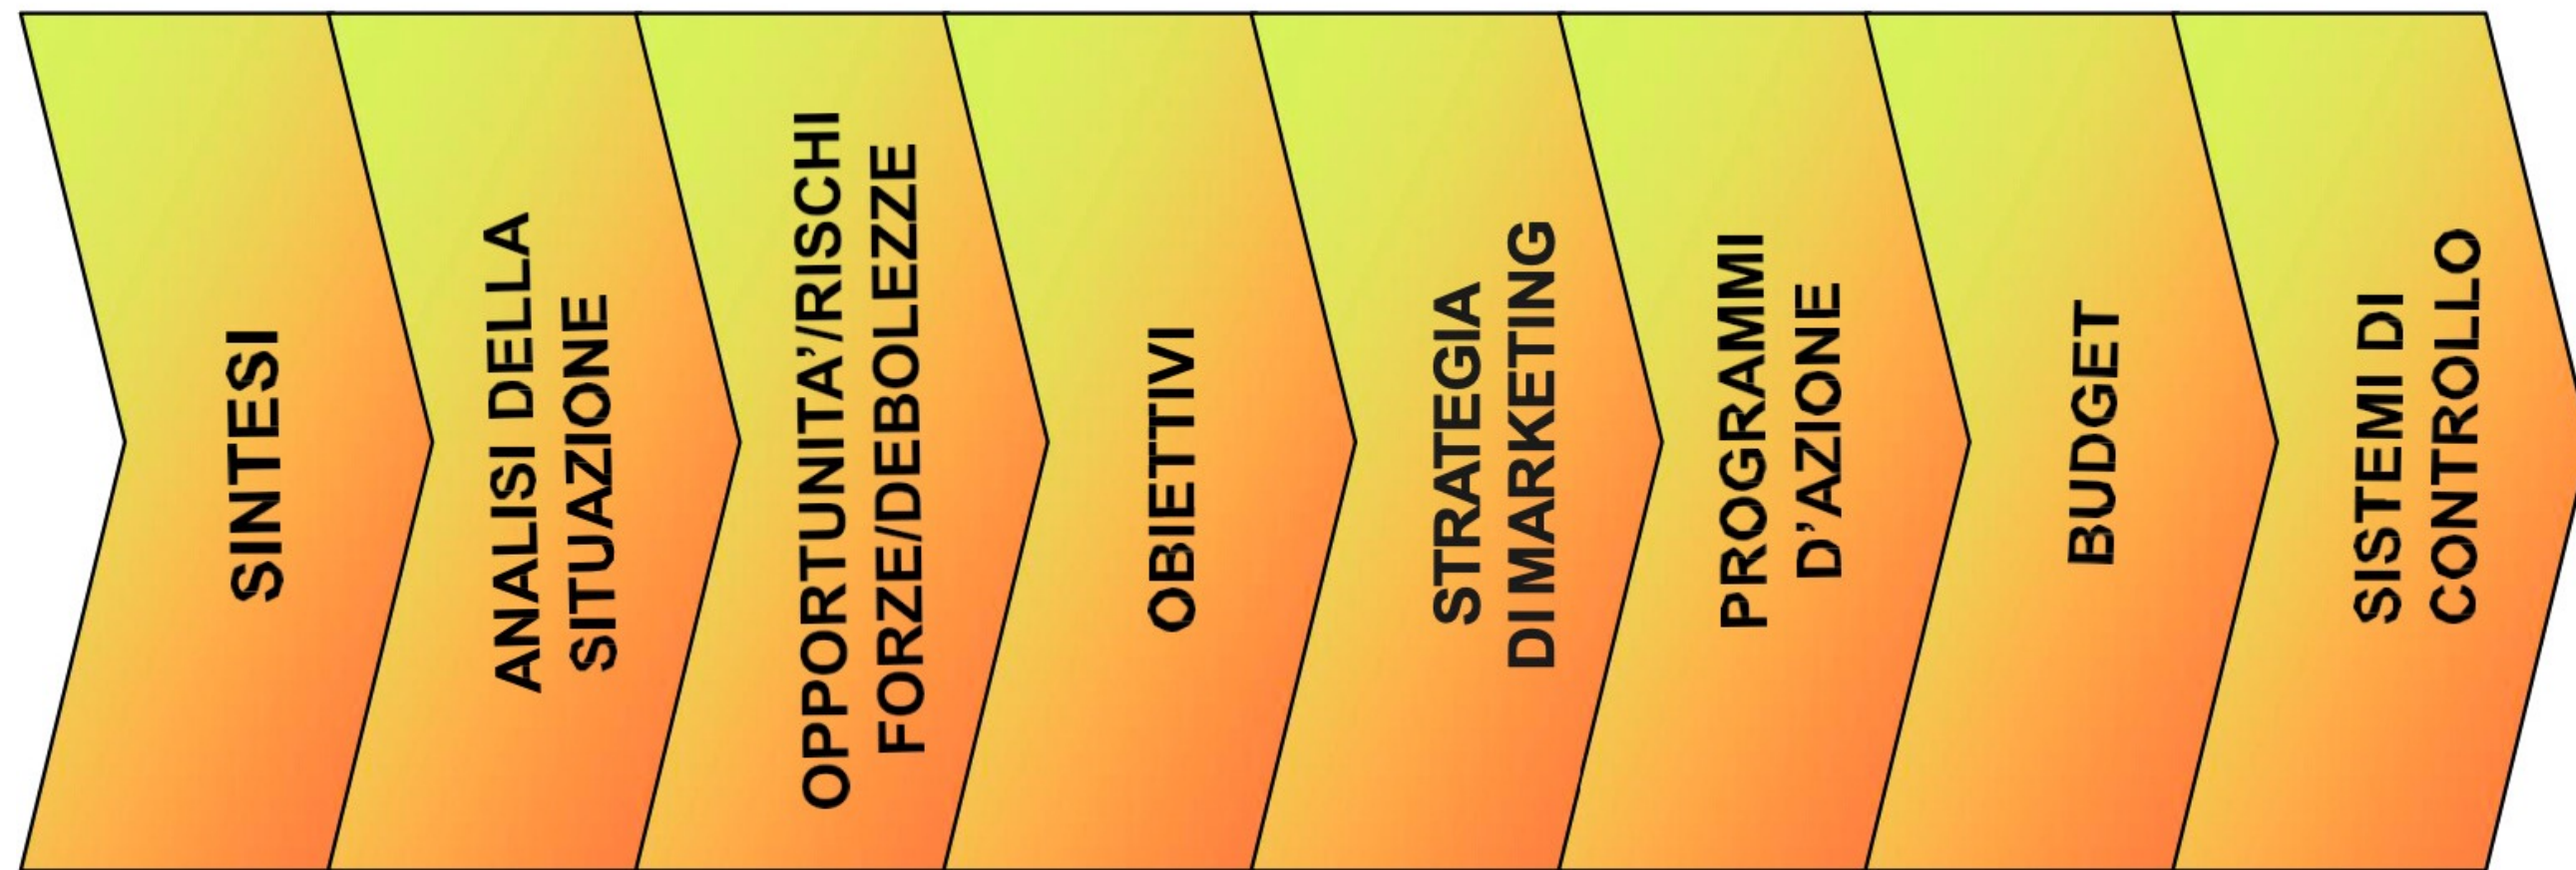 SINTESI
ANALISI DELLA
SITUAZIONE
OPPORTUNITA’/RISCHI
FORZE/DEBOLEZZE
OBIETTIVI
STRATEGIA
DI MARKETING
PROGRAMMI
D’AZIONE
BUDGET
SISTEMI DI
CONTROLLO